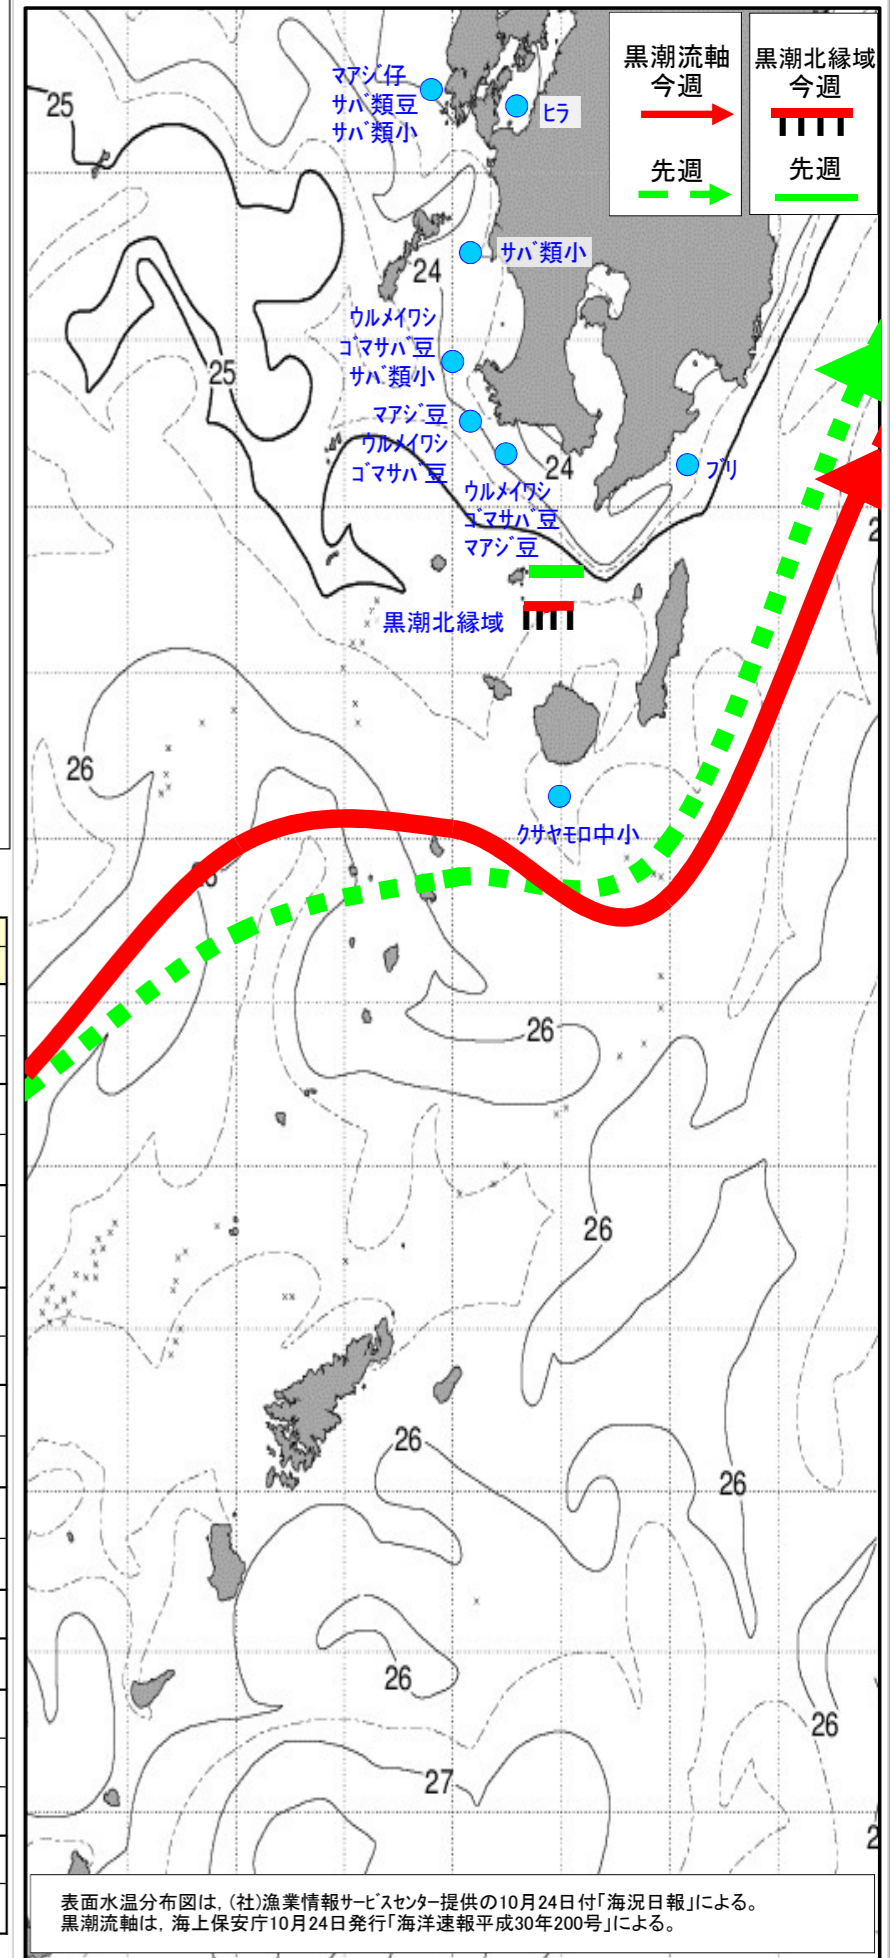 黒潮流軸
今週
先週
黒潮北縁域
今週
先週
25
マアジ仔
サバ類豆
サバ類小
ヒラ
サバ類小
24
ウルメイワシ
ゴマサバ豆
サバ類小
25
マアジ豆
ウルメイワシ
ゴマサバ豆
24
ブリ
ウルメイワシ
ゴマサバ豆
マアジ豆
黒潮北縁域
26
クサヤモロ中小
26
26
26
26
26
26
27
表面水温分布図は，(社)漁業情報サービスセンター提供の10月24日付「海況日報」による。
黒潮流軸は，海上保安庁10月24日発行「海洋速報平成30年200号」による。